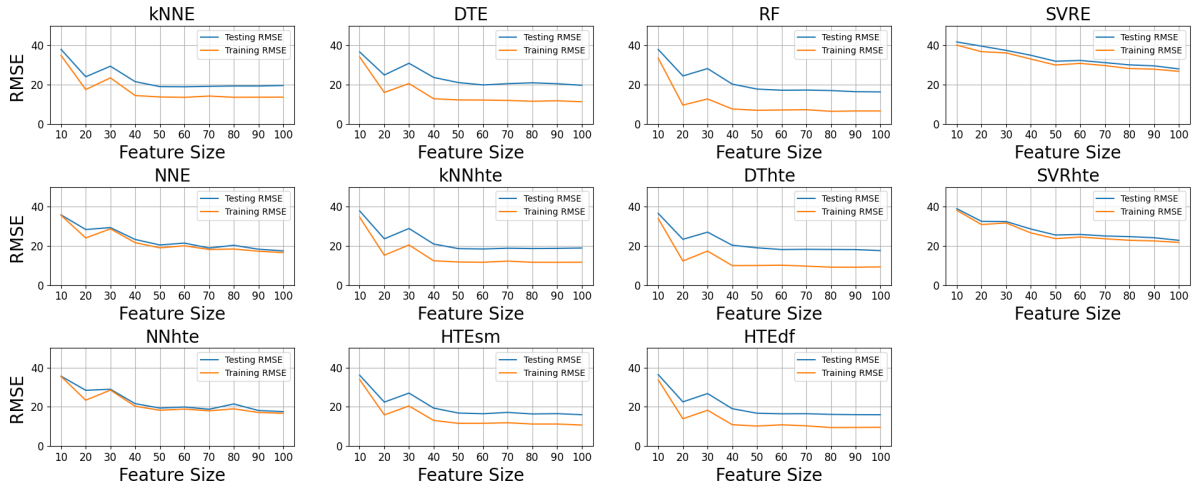 kNNE
DTE
RF
SVRE
RMSE
40
20
0
Testing RMSE
Training RMSE
10 20 30 40 50 60 70 80 90 100
Feature Size
40
20
0
Testing RMSE
Training RMSE
10 20 30 40 50 60 70 80 90 100
Feature Size
40
20
0
Testing RMSE
Training RMSE
10 20 30 40 50 60 70 80 90 100
Feature Size
40
20
0
Testing RMSE
Training RMSE
10 20 30 40 50 60 70 80 90 100
Feature Size
NNE
kNNhte
DThte
SVRhte
RMSE
40
20
0
Testing RMSE
Training RMSE
10 20 30 40 50 60 70 80 90 100
Feature Size
40
20
0
Testing RMSE
Training RMSE
10 20 30 40 50 60 70 80 90 100
Feature Size
40
20
0
Testing RMSE
Training RMSE
10 20 30 40 50 60 70 80 90 100
Feature Size
40
20
0
Testing RMSE
Training RMSE
10 20 30 40 50 60 70 80 90 100
Feature Size
NNhte
HTEsm
HTEdf
RMSE
40
20
0
Testing RMSE
Training RMSE
10 20 30 40 50 60 70 80 90 100
Feature Size
40
20
0
Testing RMSE
Training RMSE
10 20 30 40 50 60 70 80 90 100
Feature Size
40
20
0
Testing RMSE
Training RMSE
10 20 30 40 50 60 70 80 90 100
Feature Size